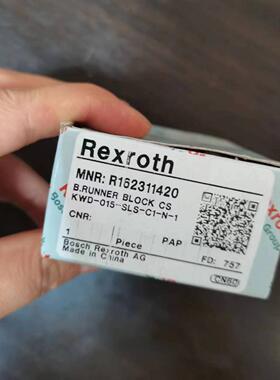 Rexroth
MNR: R162311420
B.RUNNER BLOCK CS
KWD-015-SLS-C1-N-1
CNR:
1 Piece PAP
Bosch Rexroth AG
Made in China
FD: 757
CN60